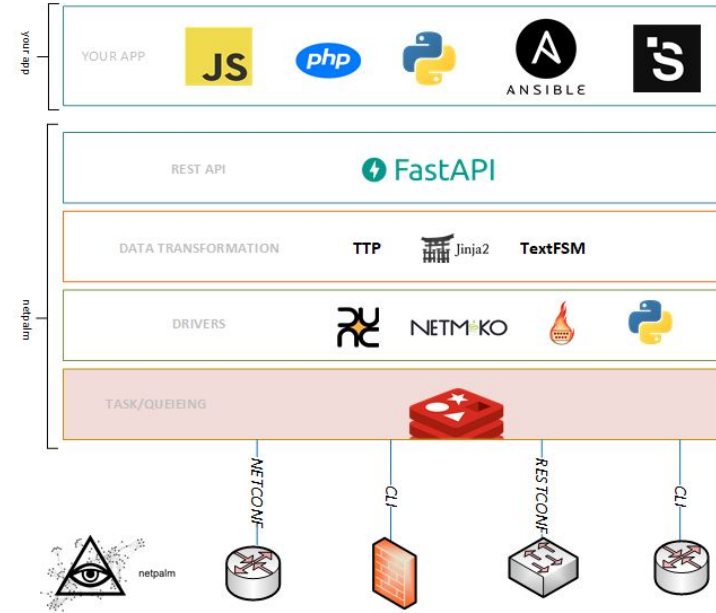 your app
YOUR APP
JS
php
ANSIBLE
S
REST API
FastAPI
DATA TRANSFORMATION
TTP
Jinja2
TextFSM
netpalm
DRIVERS
NETMIKO
TASK/QUEIEING
NETCONF
CLI
RESTCONF
CLI
netpalm